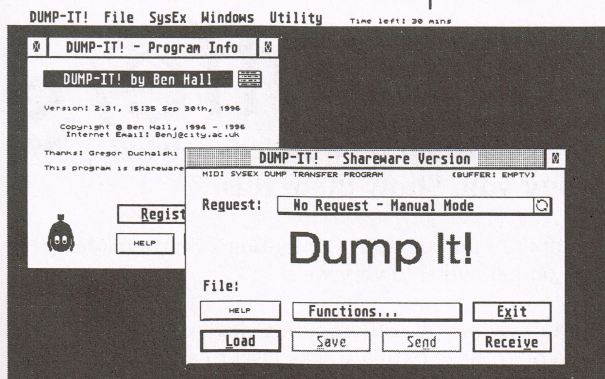 DUMP-IT! File SysEx Windows Utility Time left: 30 mins
DUMP-IT! - Program Info
DUMP-IT! by Ben Hall
Version: 2.31, 15:35 Sep 30th, 1996
Copyright © Ben Hall, 1994 - 1996
Internet Email: BenJ@city.ac.uk
Thanks: Gregor Duchalski
This program is shareware
Regist
HELP
DUMP-IT! - Shareware Version
MIDI SYSEX DUMP TRANSFER PROGRAM (BUFFER: EMPTY)
Request: No Request - Manual Mode
Dump It!
File:
HELP Functions... Exit
Load Save Send Receive